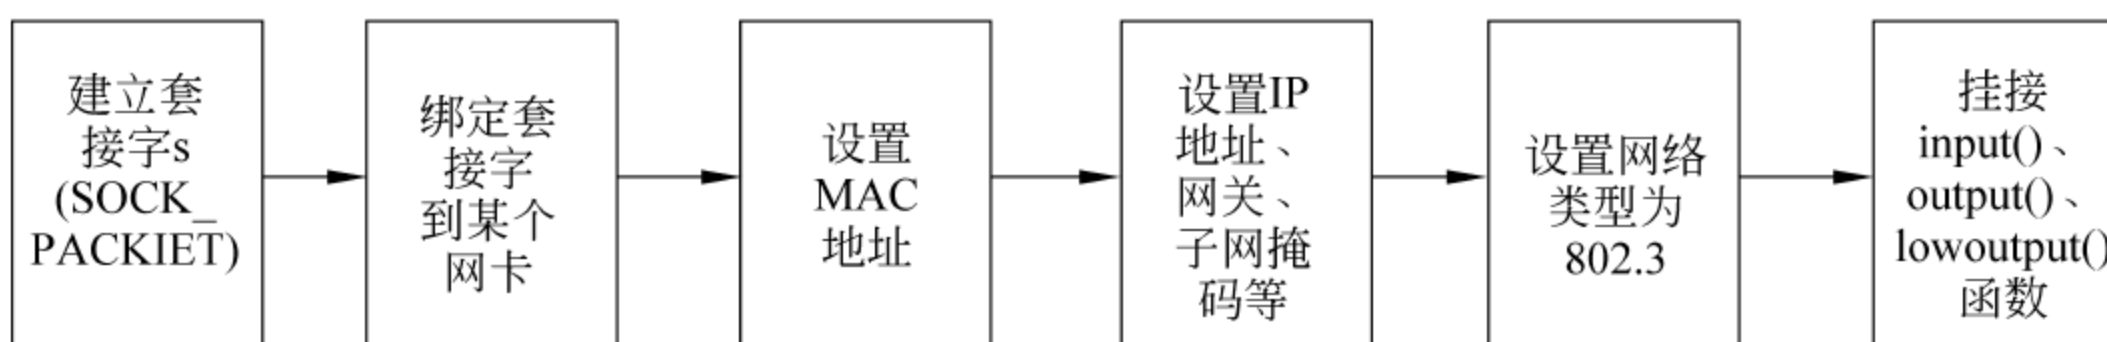 建立套
接字s
(SOCK_
PACKIET)
绑定套
接字
到某个
网卡
设置
MAC
地址
设置IP
地址、
网关、
子网掩
码等
设置网络
类型为
802.3
挂接
input()、
output()、
lowoutput()
函数